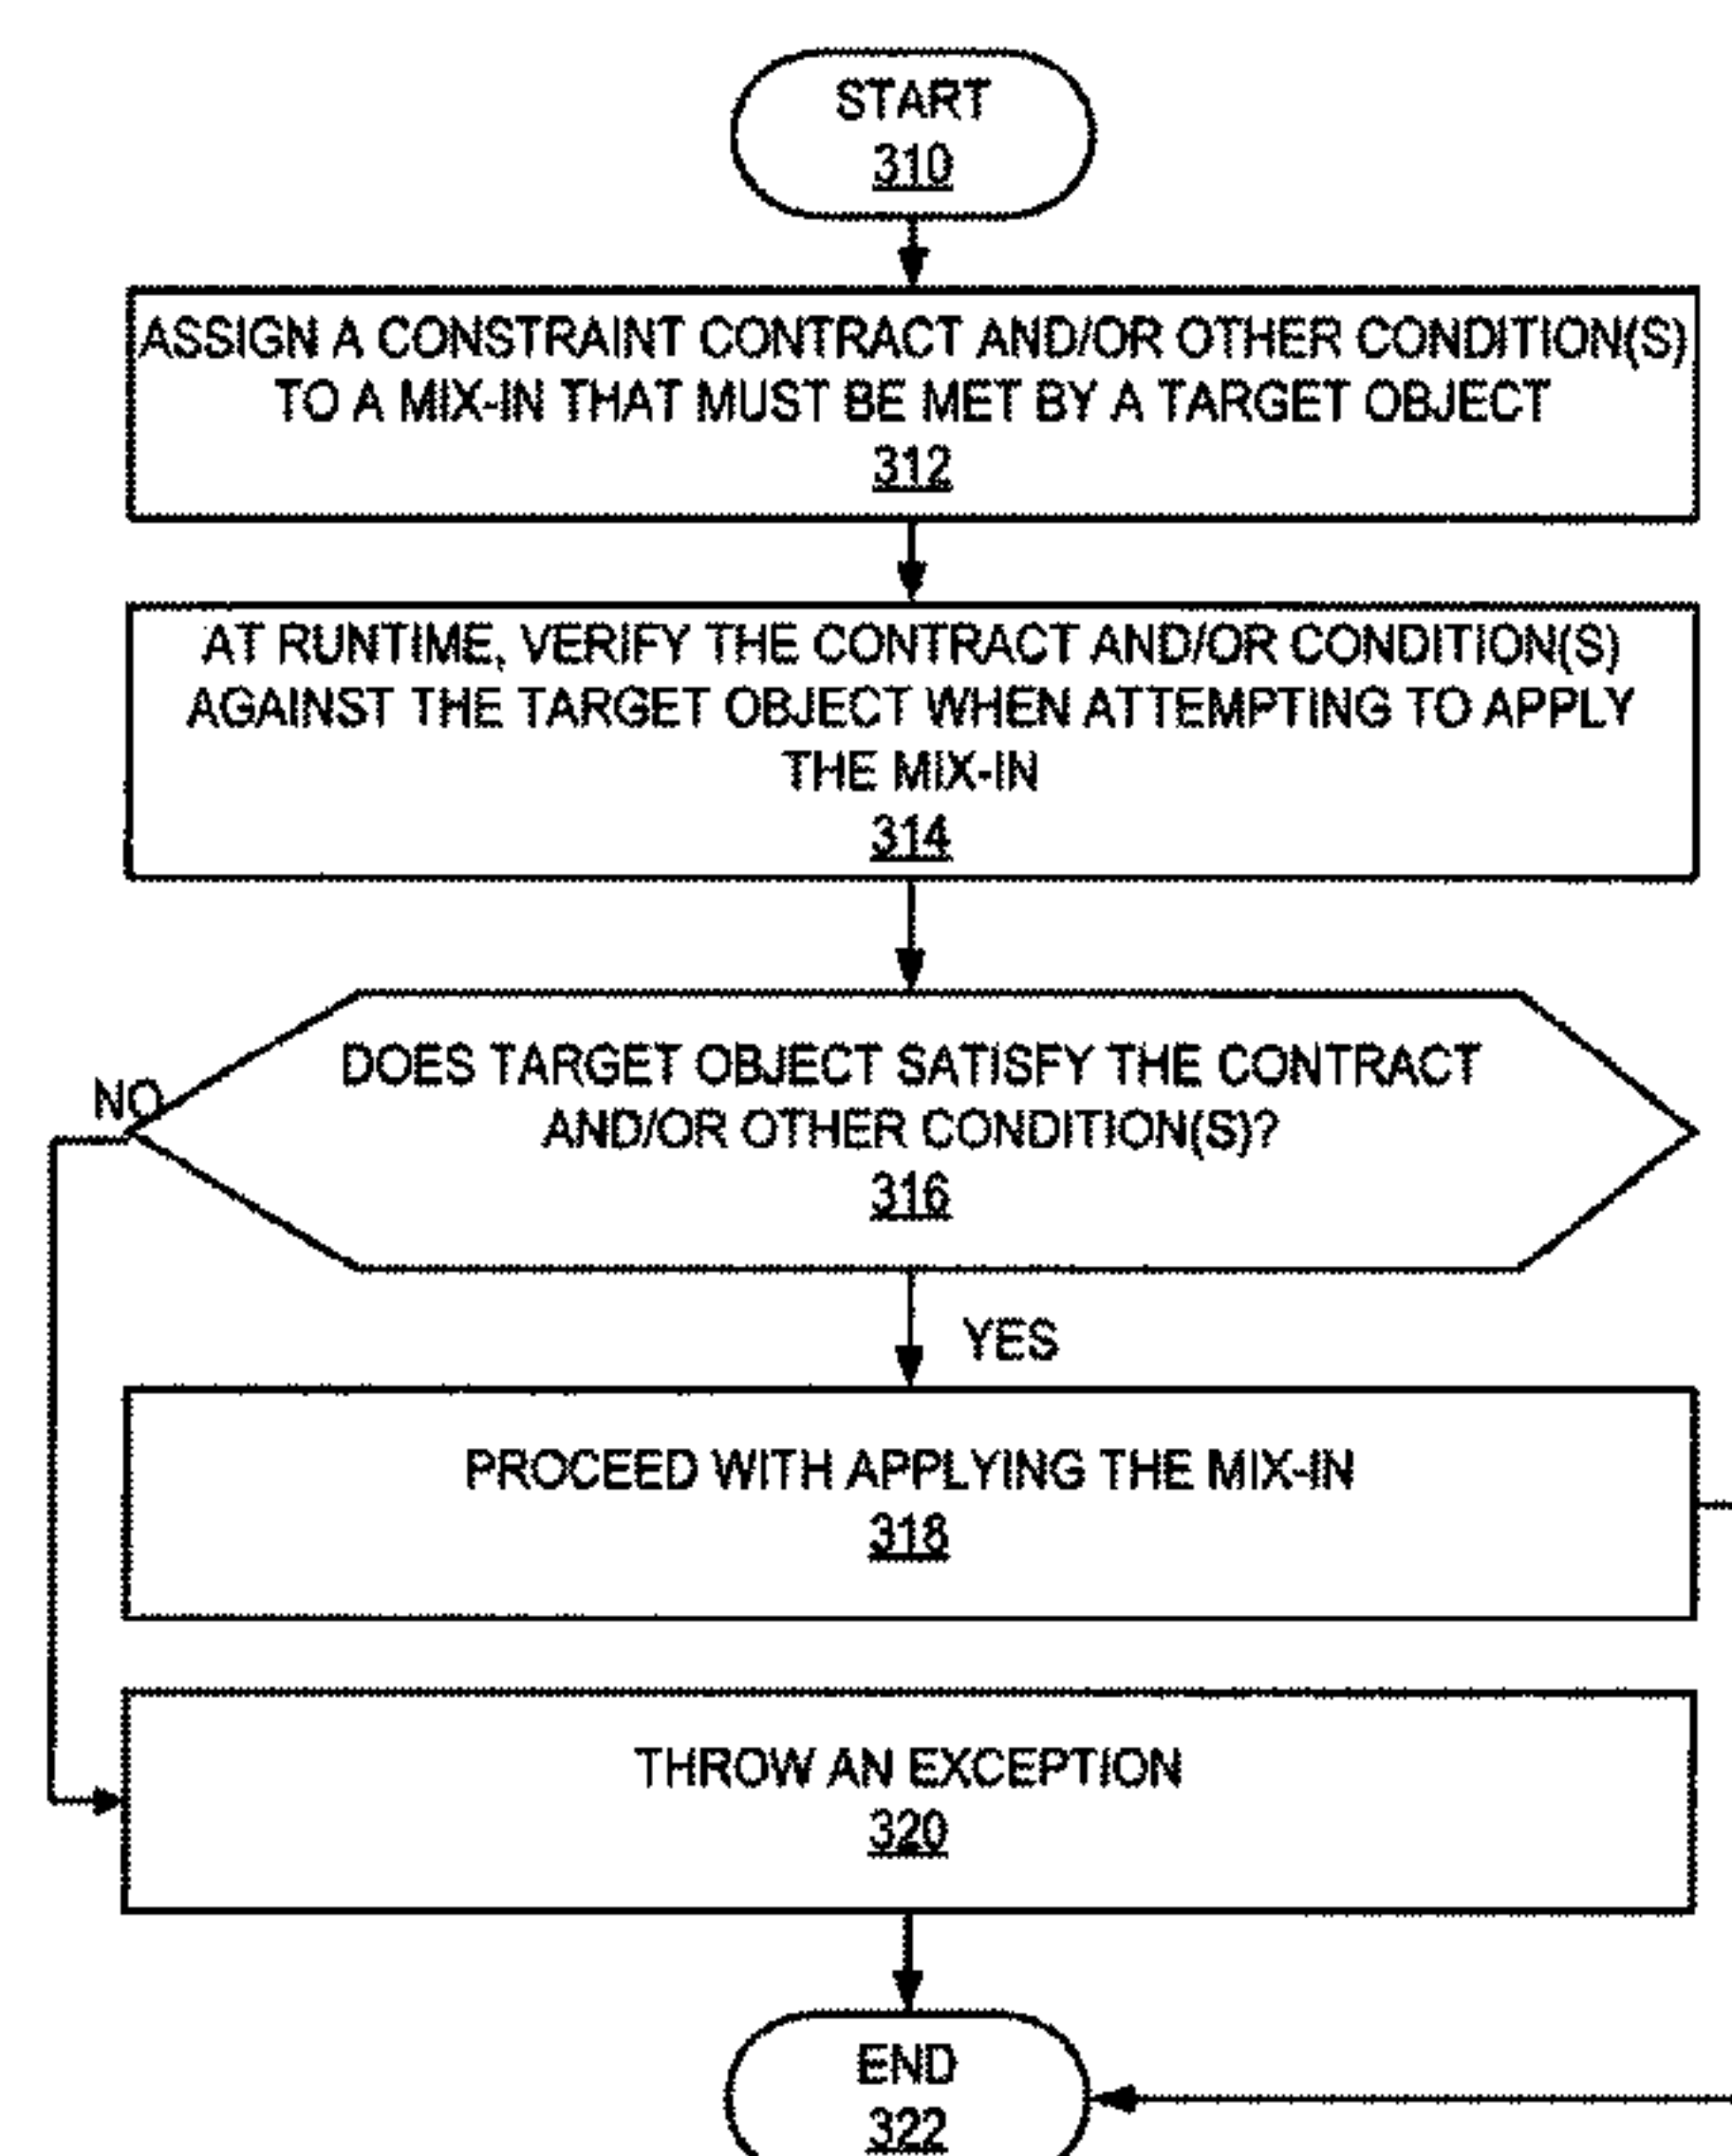 START
310
ASSIGN A CONSTRAINT CONTRACT AND/OR OTHER CONDITION(S)
TO A MIX-IN THAT MUST BE MET BY A TARGET OBJECT
312
AT RUNTIME, VERIFY THE CONTRACT AND/OR CONDITION(S)
AGAINST THE TARGET OBJECT WHEN ATTEMPTING TO APPLY
THE MIX-IN
314
DOES TARGET OBJECT SATISFY THE CONTRACT
AND/OR OTHER CONDITION(S)?
316
NO
YES
PROCEED WITH APPLYING THE MIX-IN
318
THROW AN EXCEPTION
320
END
322